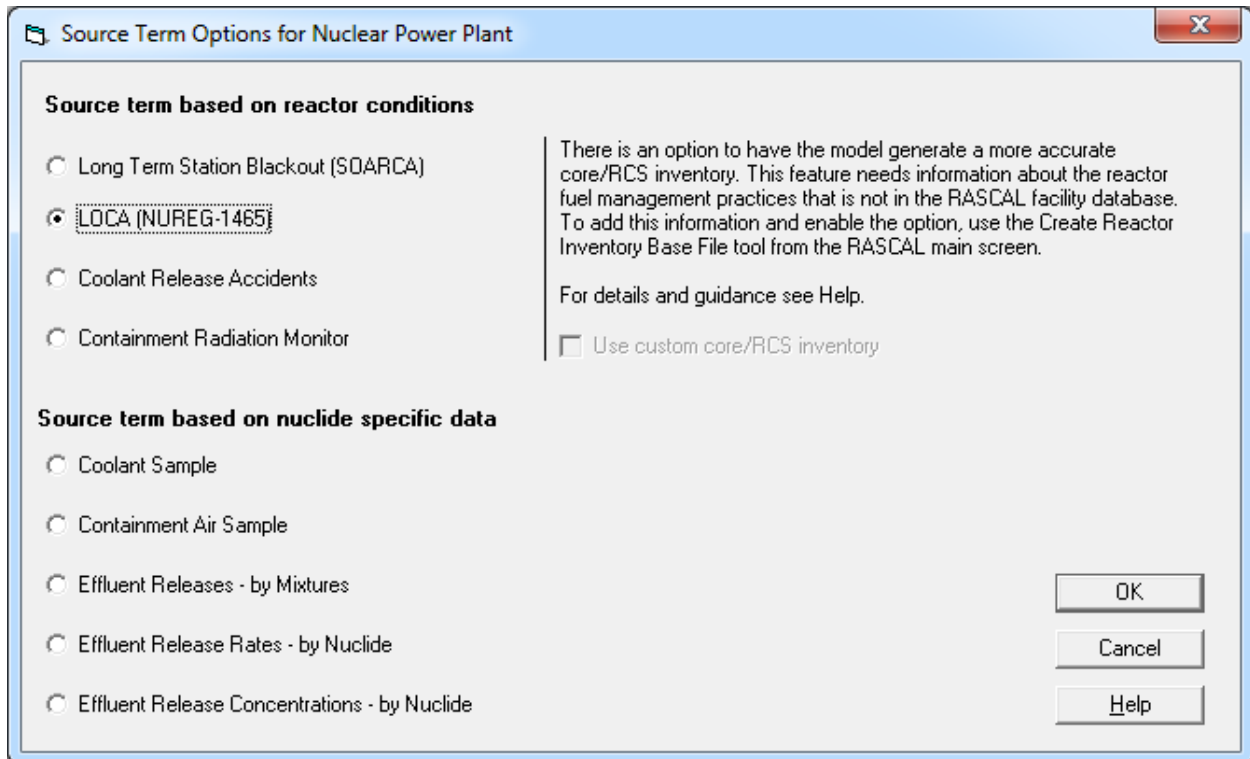 Source Term Options for Nuclear Power Plant
Source term based on reactor conditions
Long Term Station Blackout (SOARCA)
LOCA (NUREG-1465)
Coolant Release Accidents
Containment Radiation Monitor
There is an option to have the model generate a more accurate
core/RCS inventory. This feature needs information about the reactor
fuel management practices that is not in the RASCAL facility database.
To add this information and enable the option, use the Create Reactor
Inventory Base File tool from the RASCAL main screen.
For details and guidance see Help.
Use custom core/RCS inventory
Source term based on nuclide specific data
Coolant Sample
Containment Air Sample
Effluent Releases - by Mixtures
Effluent Release Rates - by Nuclide
Effluent Release Concentrations - by Nuclide
OK
Cancel
Help